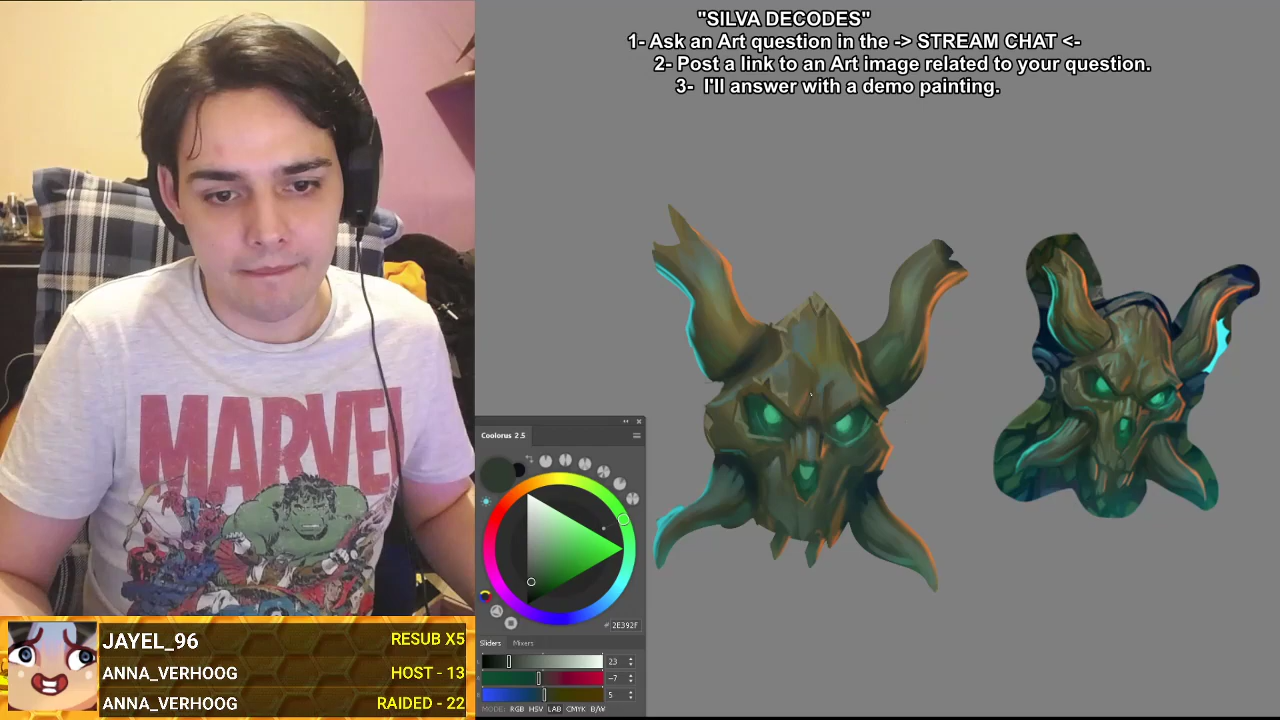 "SILVA DECODES"
1- Ask an Art question in the -> STREAM CHAT <-
2- Post a link to an Art image related to your question.
3- I'll answer with a demo painting.
MARVEL
Coolorus 2.5
# 2E392F
Sliders Mixers
23
-7
5
MODE: RGB HSV LAB CMYK B/W
JAYEL_96 RESUB X5
ANNA_VERHOOG HOST - 13
ANNA_VERHOOG RAIDED - 22